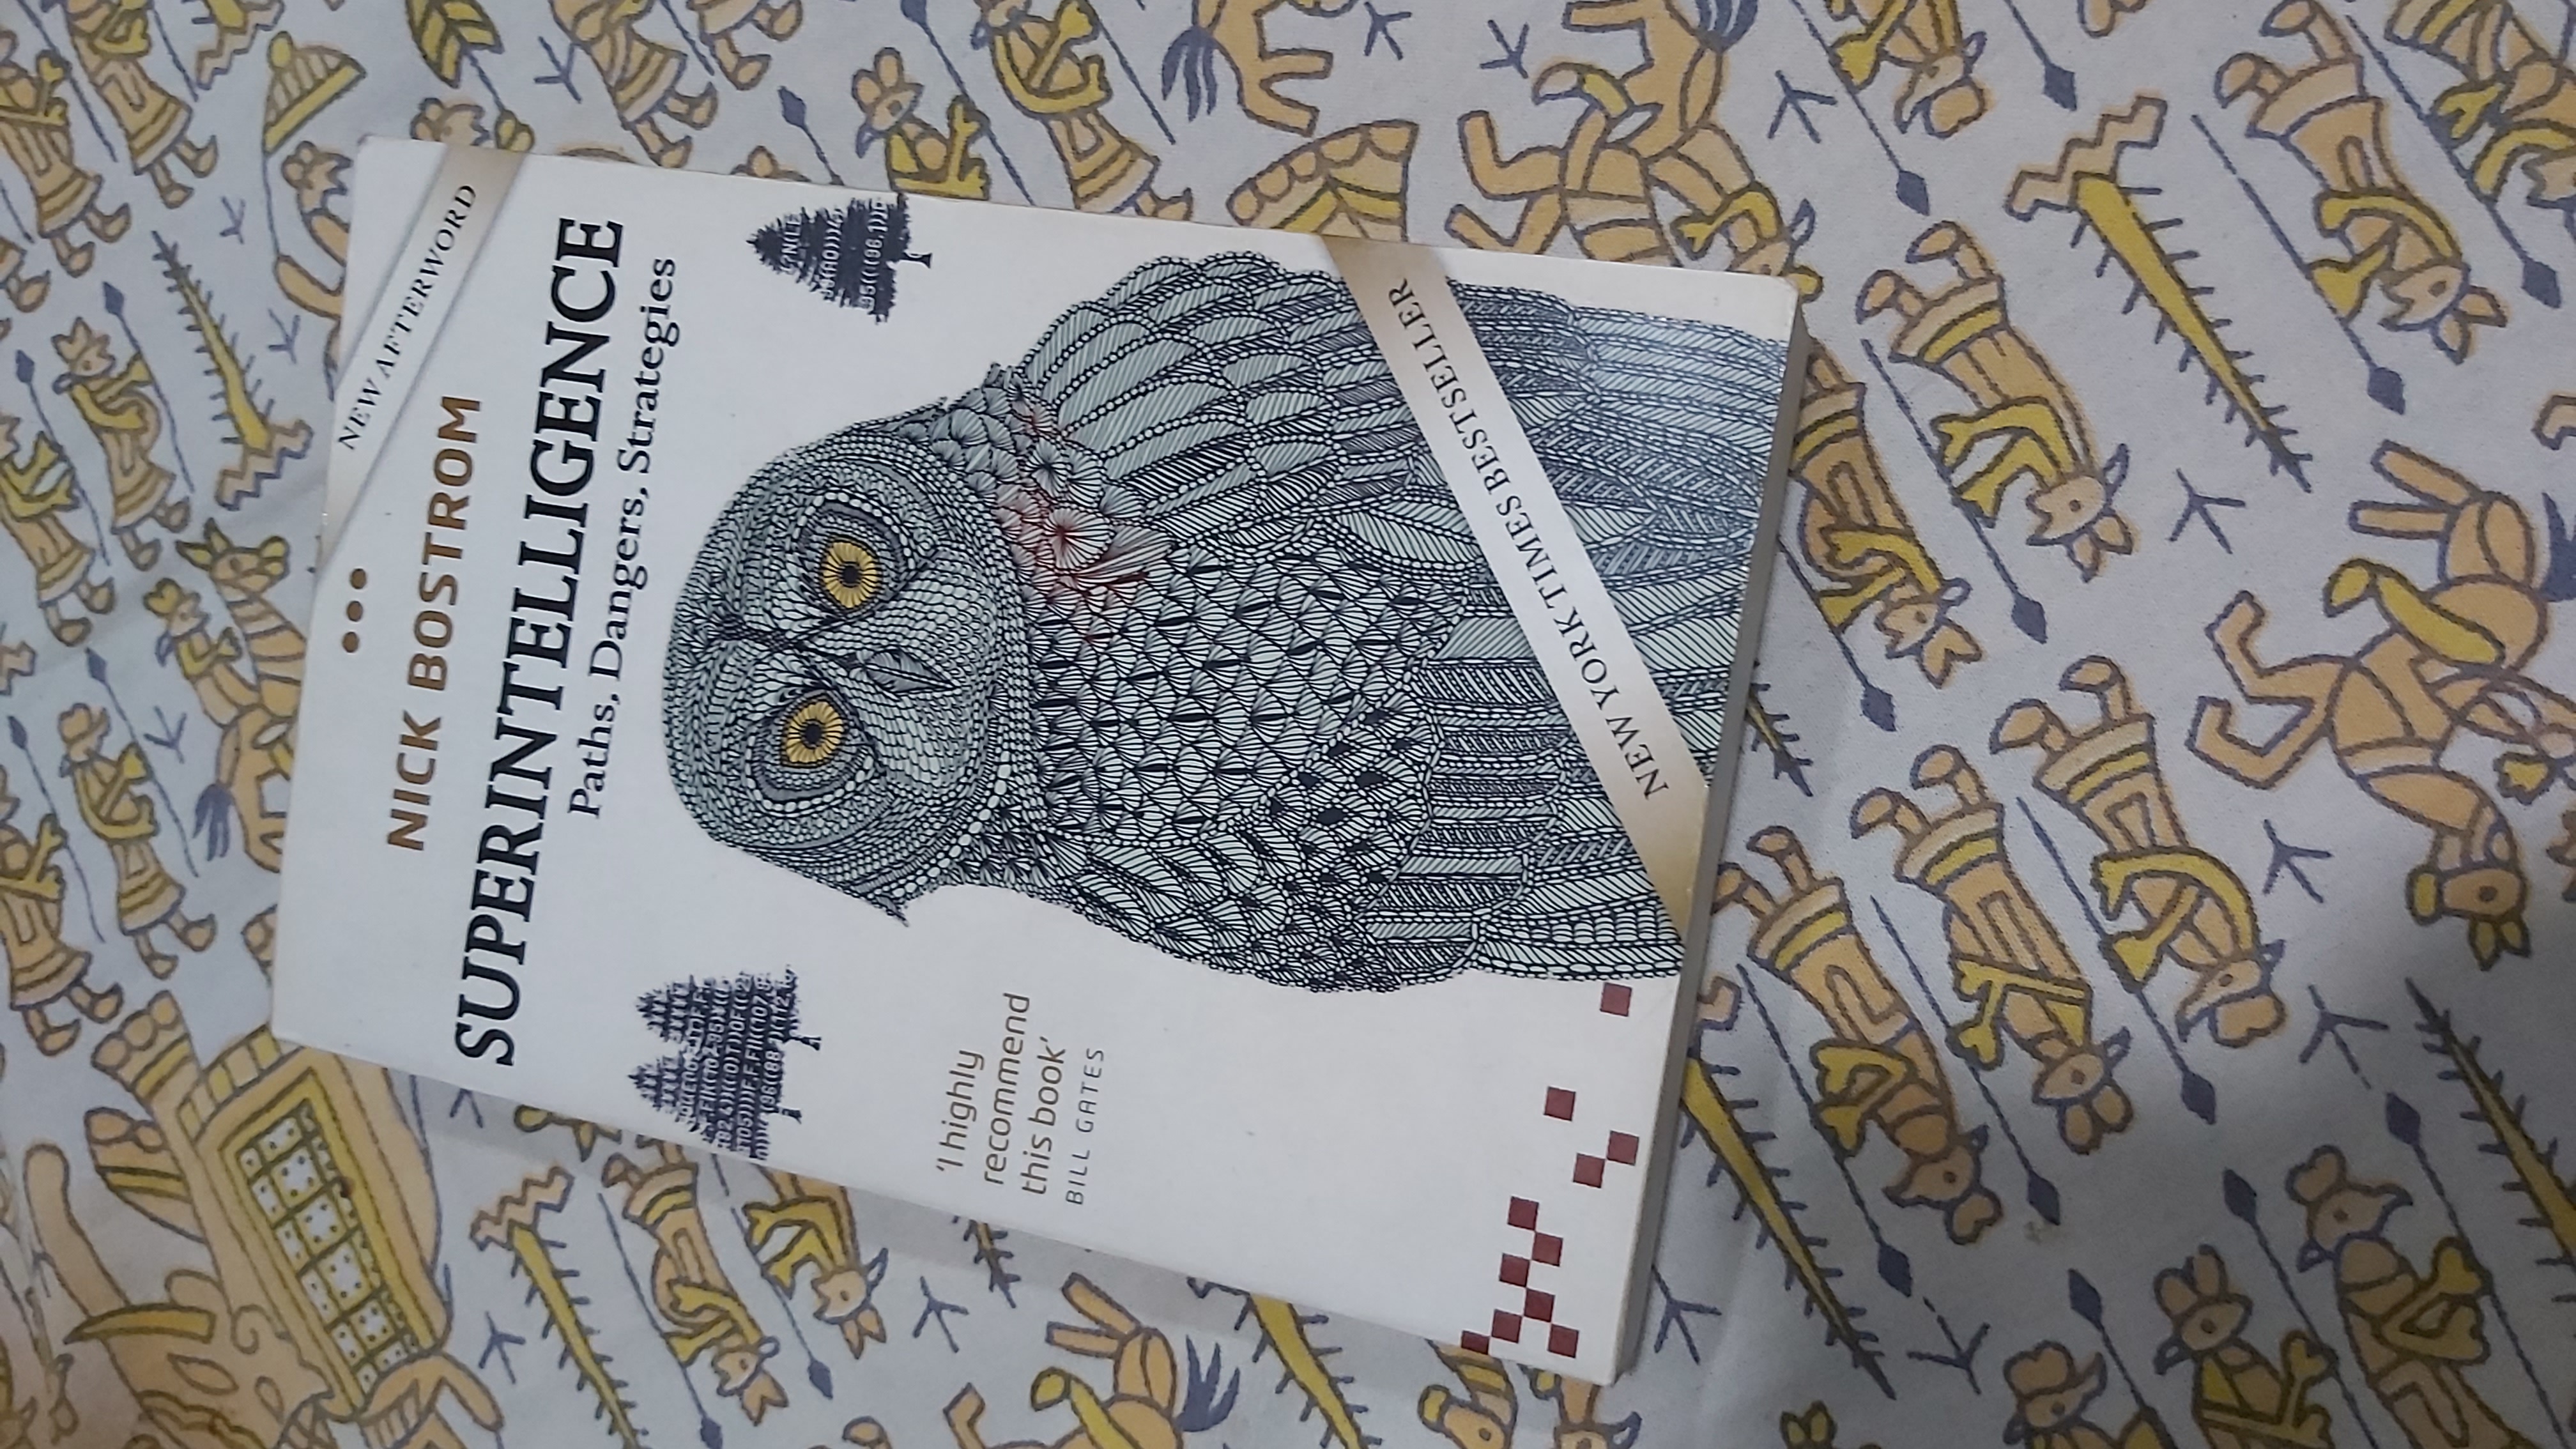 NEW AFTERWORD
NICK BOSTROM
SUPERINTELLIGENCE
Paths, Dangers, Strategies
'I highly
recommend
this book'
BILL GATES
NEW YORK TIMES BESTSELLER